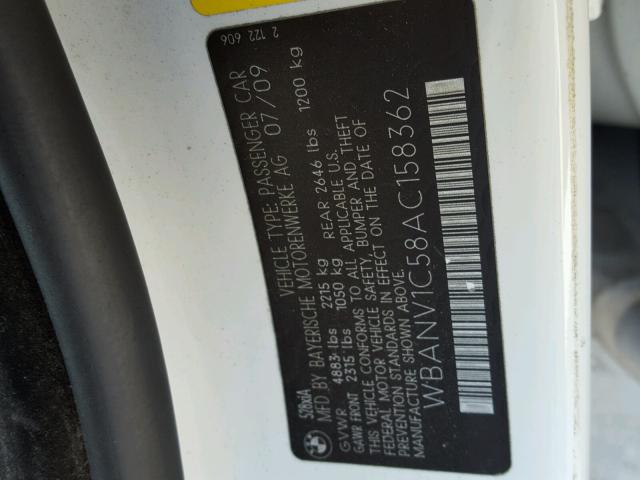 2 122 606
VEHICLE TYPE: PASSENGER CAR
MFD BY BAYERISCHE MOTORENWERKE AG 07/09
GVWR 4883 lbs 2215 kg
GAWR FRONT 2315 lbs 1050 kg REAR 2646 lbs 1200 kg
THIS VEHICLE CONFORMS TO ALL APPLICABLE U.S.
FEDERAL MOTOR VEHICLE SAFETY, BUMPER AND THEFT
PREVENTION STANDARDS IN EFFECT ON THE DATE OF
MANUFACTURE SHOWN ABOVE.
WBANV1C58AC158362
BMW